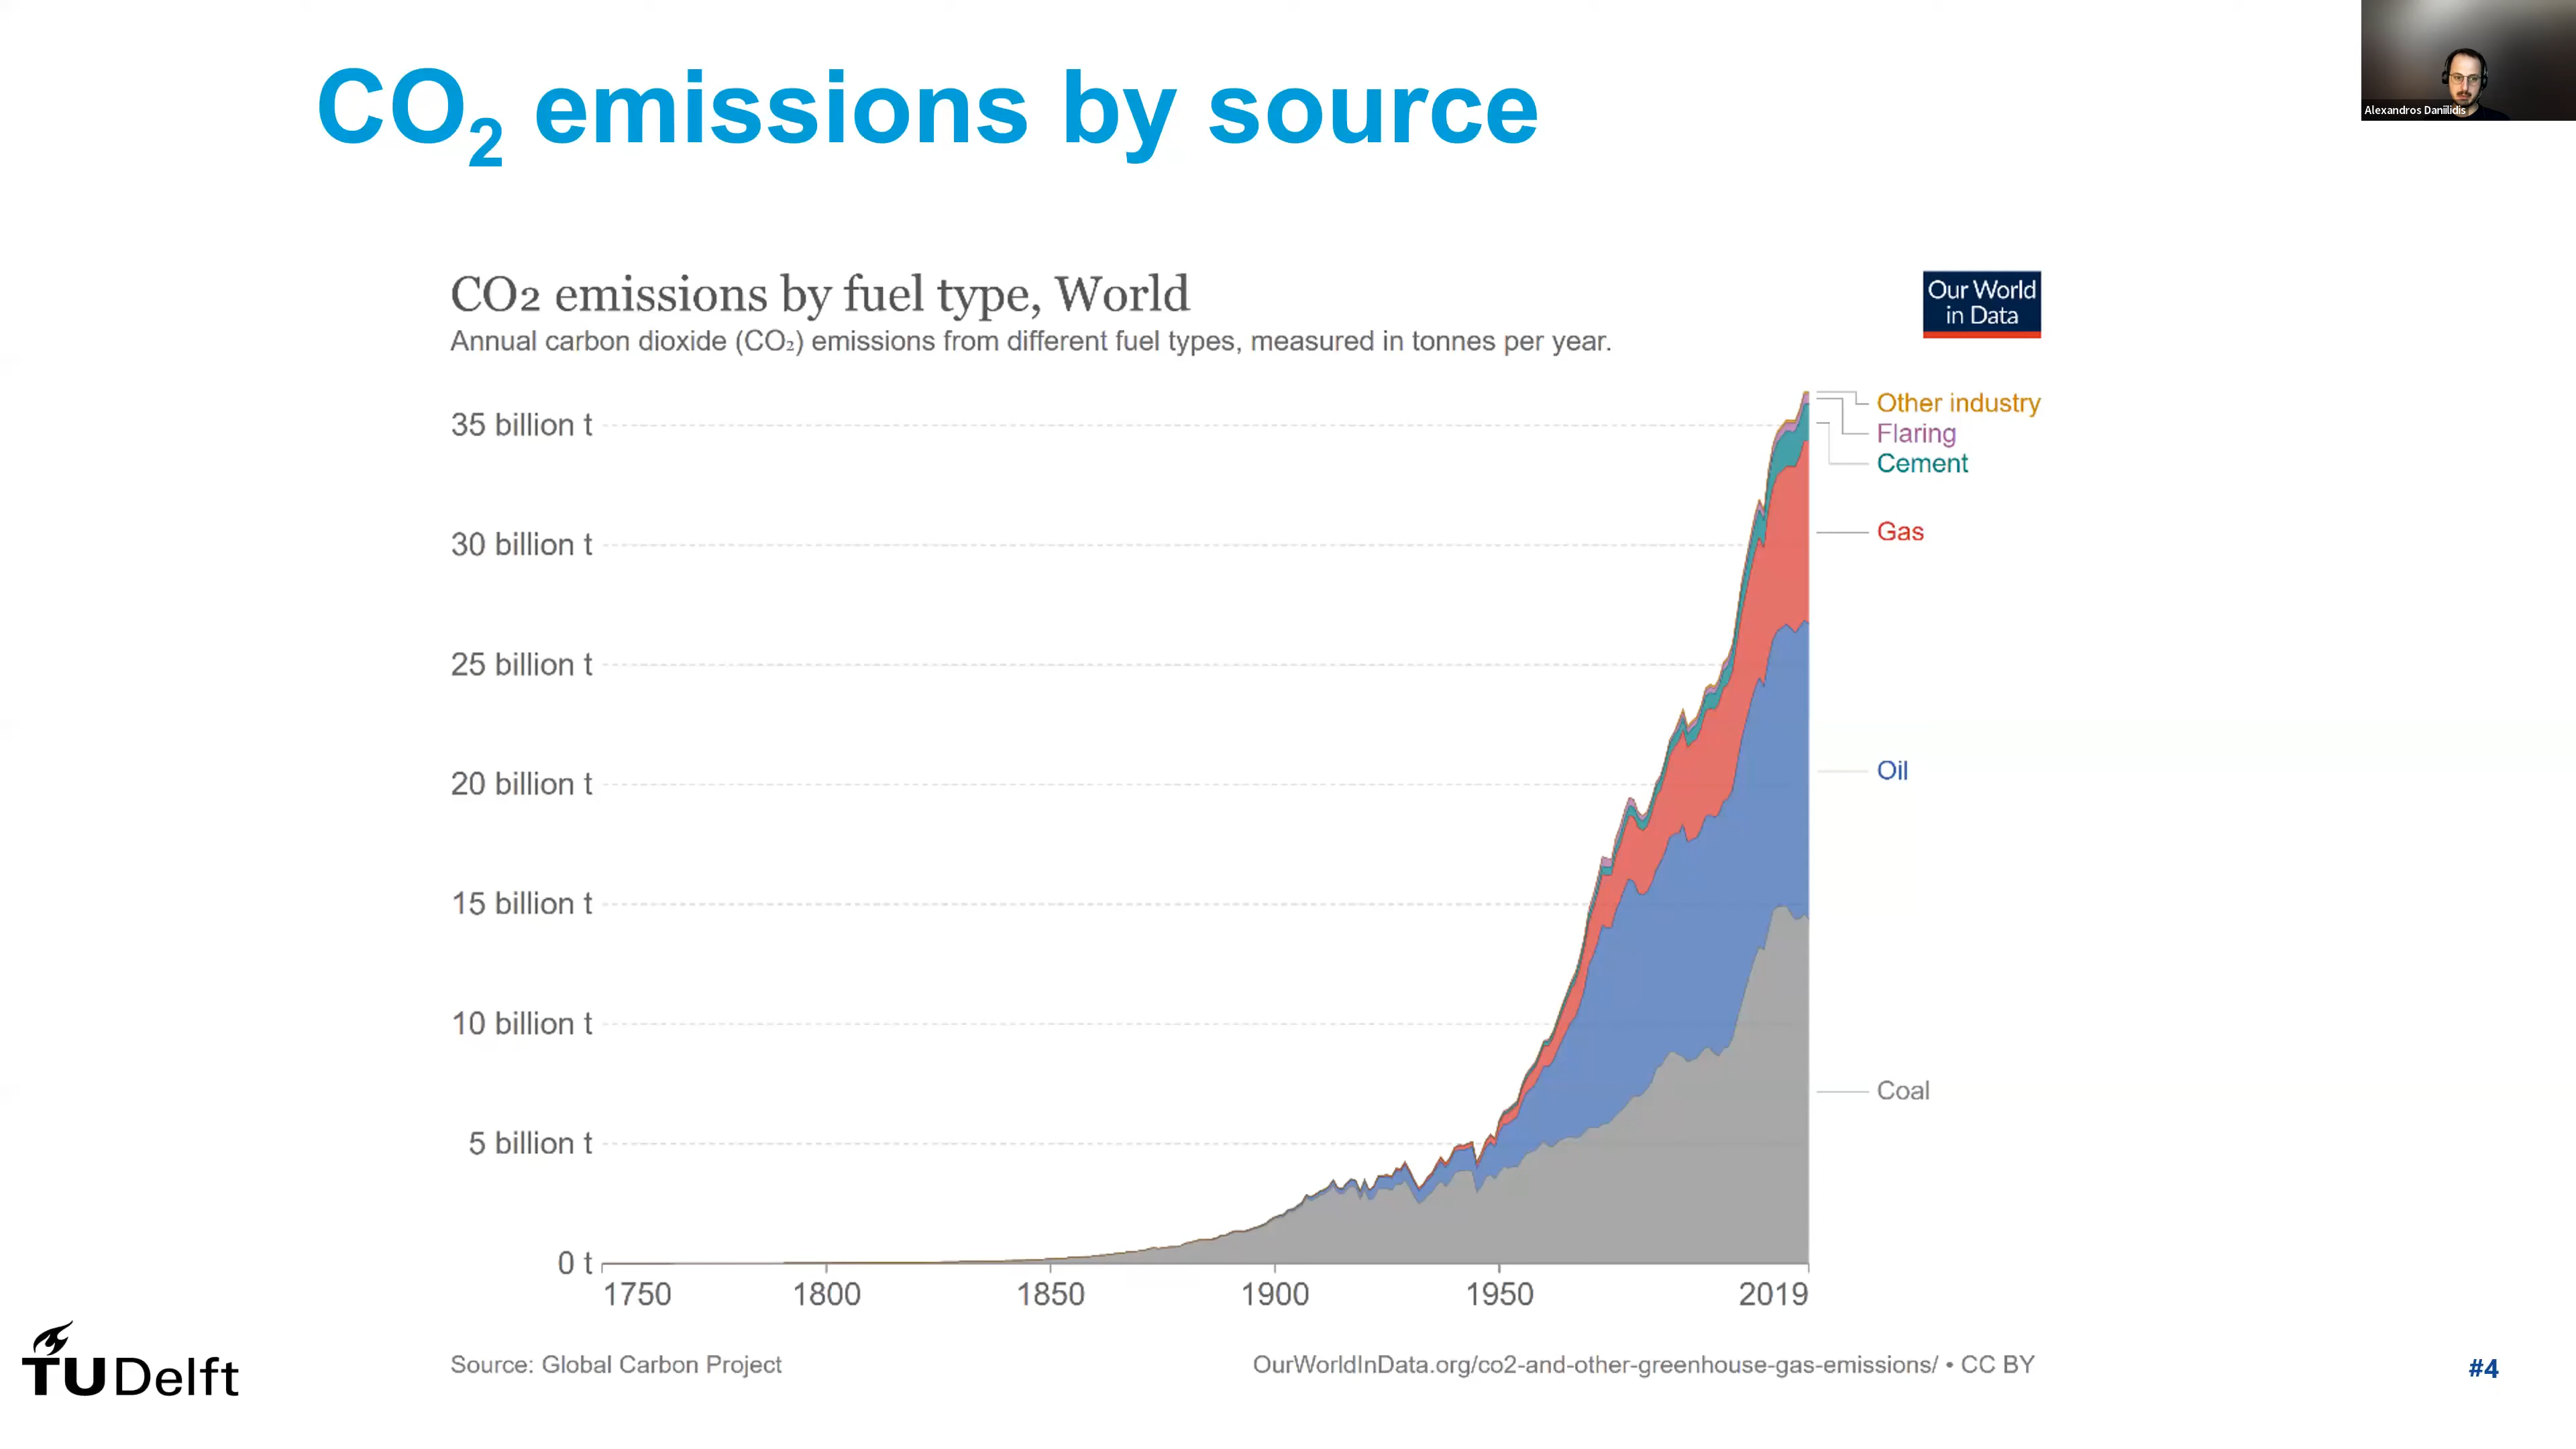 CO₂ emissions by source
Alexandros Daniilidis
CO2 emissions by fuel type, World
Annual carbon dioxide (CO₂) emissions from different fuel types, measured in tonnes per year.
Our World
in Data
35 billion t
30 billion t
25 billion t
20 billion t
15 billion t
10 billion t
5 billion t
0 t
Other industry
Flaring
Cement
Gas
Oil
Coal
1750 1800 1850 1900 1950 2019
Source: Global Carbon Project
OurWorldInData.org/co2-and-other-greenhouse-gas-emissions/ • CC BY
TUDelft
#4